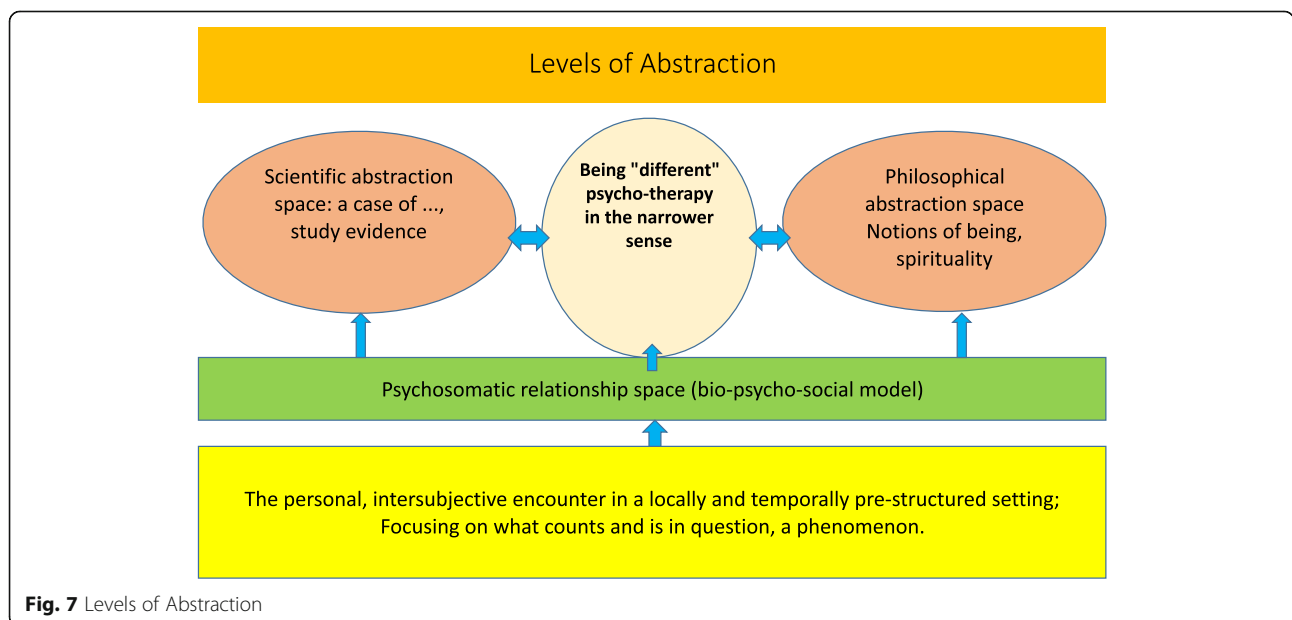 Levels of Abstraction
Scientific abstraction
space: a case of ...,
study evidence
Being "different"
psycho-therapy
in the narrower
sense
Philosophical
abstraction space
Notions of being,
spirituality
Psychosomatic relationship space (bio-psycho-social model)
The personal, intersubjective encounter in a locally and temporally pre-structured setting;
Focusing on what counts and is in question, a phenomenon.
Fig. 7 Levels of Abstraction